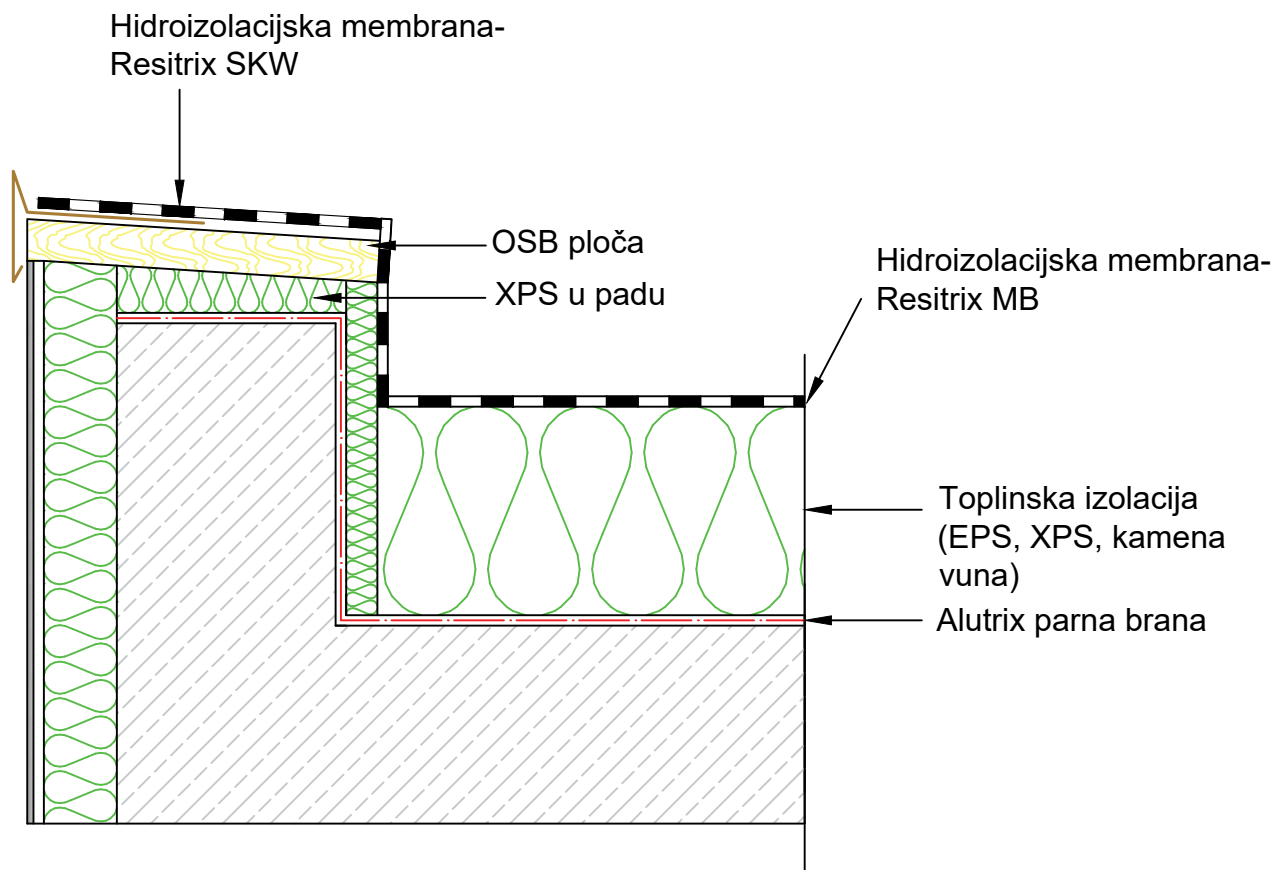 Hidroizolacijska membrana-
Resitrix SKW
OSB ploča
XPS u padu
Hidroizolacijska membrana-
Resitrix MB
Toplinska izolacija
(EPS, XPS, kamena
vuna)
Alutrix parna brana